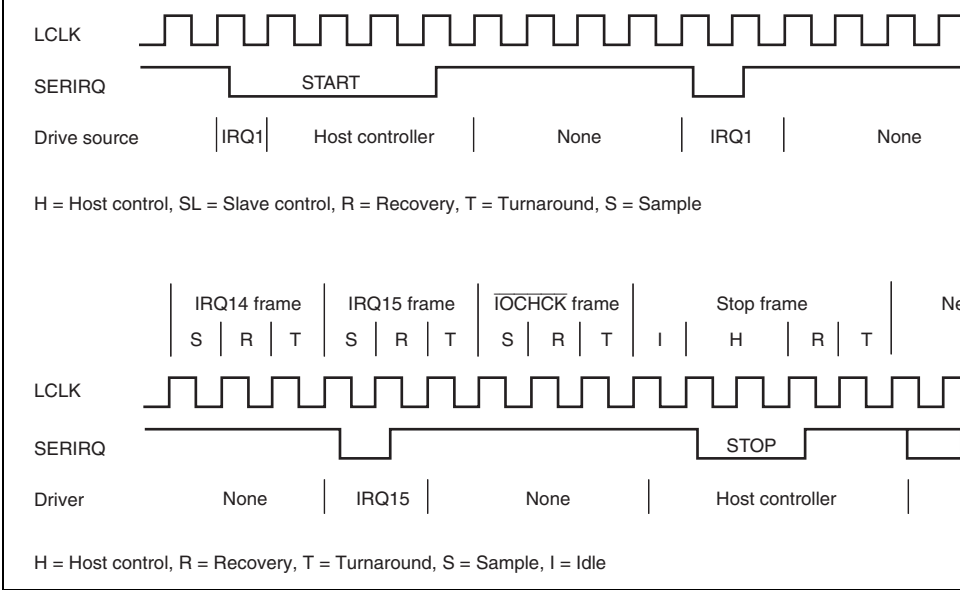 LCLK
SERIRQ START
Drive source IRQ1 Host controller None IRQ1 None
H = Host control, SL = Slave control, R = Recovery, T = Turnaround, S = Sample
IRQ14 frame IRQ15 frame IOCHCK frame Stop frame
S R T S R T S R T I H R T
LCLK
SERIRQ STOP
Driver None IRQ15 None Host controller
H = Host control, R = Recovery, T = Turnaround, S = Sample, I = Idle